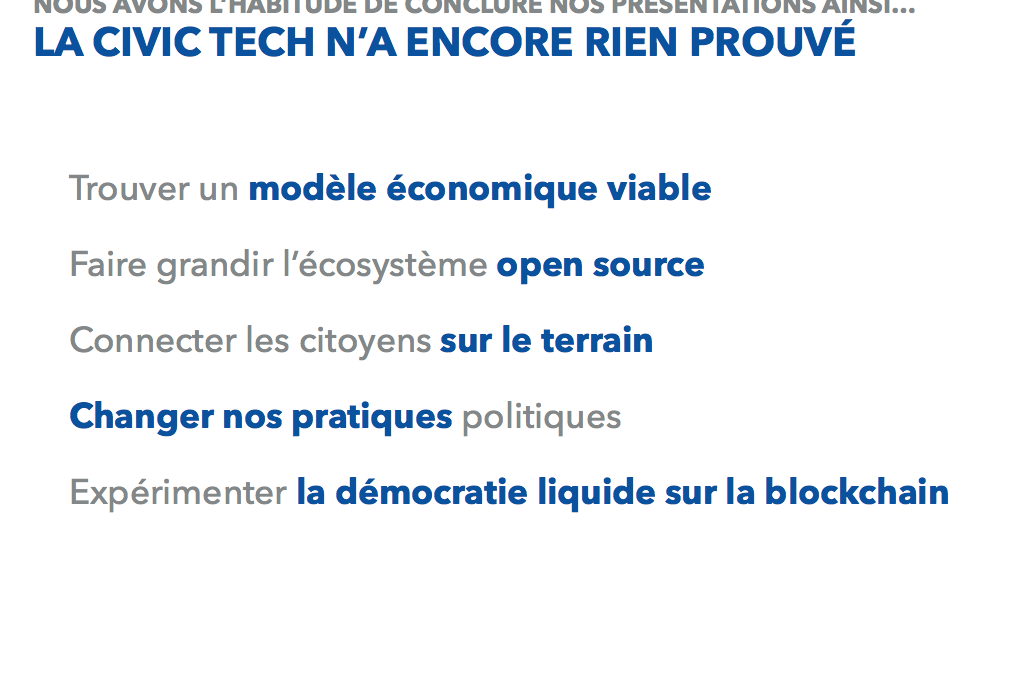 NOUS AVONS L’HABITUDE DE CONCLURE NOS PRÉSENTATIONS AINSI…
LA CIVIC TECH N’A ENCORE RIEN PROUVÉ
Trouver un modèle économique viable
Faire grandir l’écosystème open source
Connecter les citoyens sur le terrain
Changer nos pratiques politiques
Expérimenter la démocratie liquide sur la blockchain